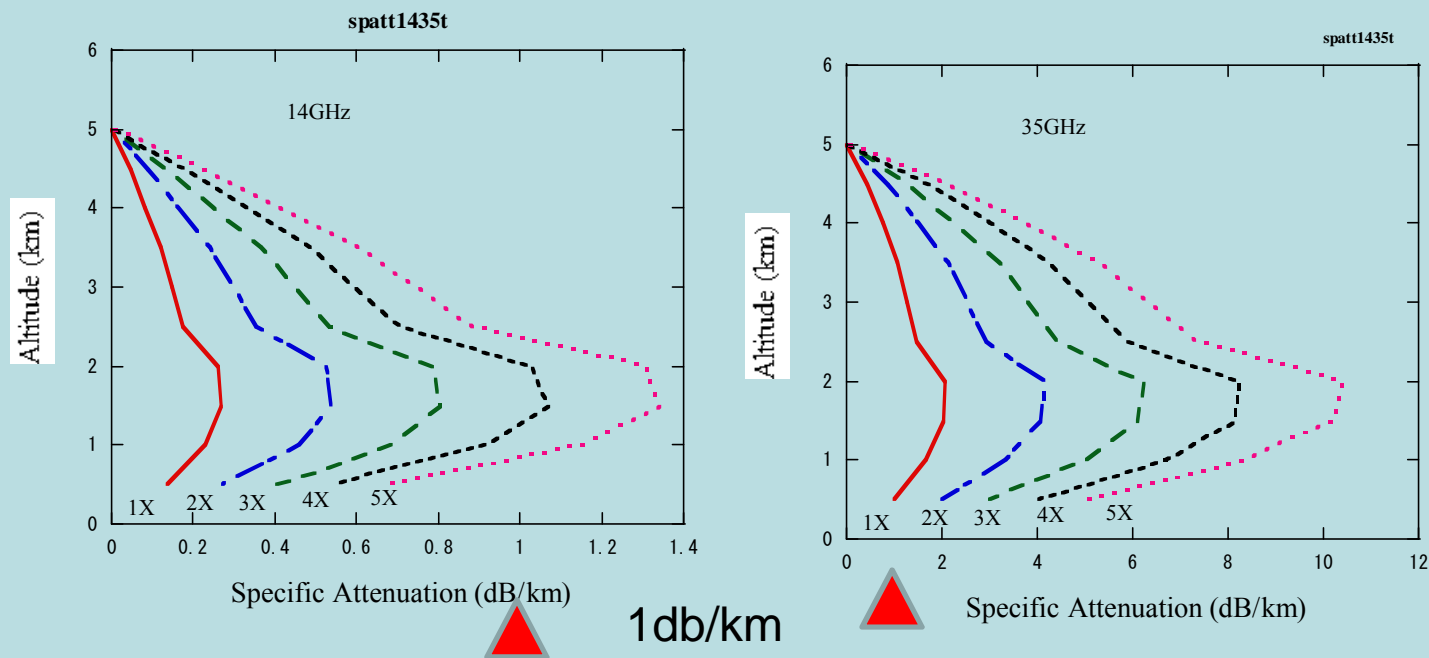 spatt1435t
6
5
4
3
2
1
0
Altitude (km)
14GHz
1X 2X 3X 4X 5X
0 0.2 0.4 0.6 0.8 1 1.2 1.4
Specific Attenuation (dB/km)
spatt1435t
6
5
4
3
2
1
0
Altitude (km)
35GHz
1X 2X 3X 4X 5X
0 2 4 6 8 10 12
Specific Attenuation (dB/km)
1db/km